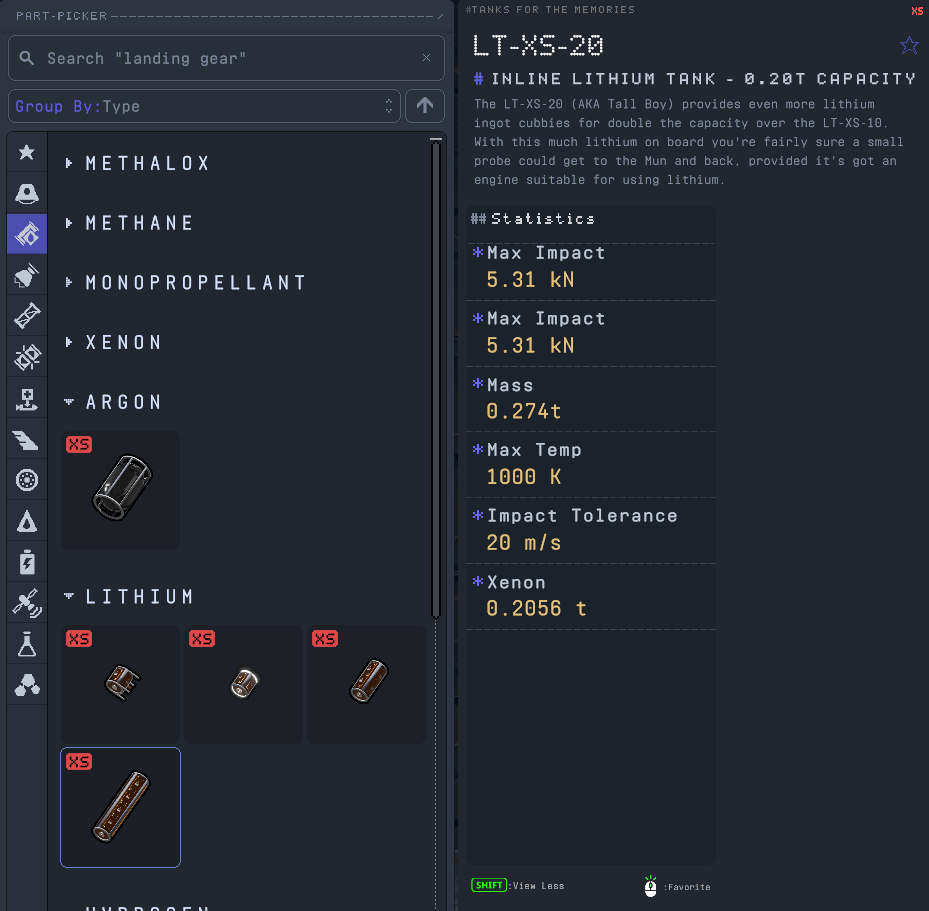 PART-PICKER
Search "landing gear"
Group By:Type
METHALOX
METHANE
MONOPROPELLANT
XENON
ARGON
XS
LITHIUM
XS
XS
XS
XS
#TANKS FOR THE MEMORIES
XS
LT-XS-20
# INLINE LITHIUM TANK - 0.20T CAPACITY
The LT-XS-20 (AKA Tall Boy) provides even more lithium
ingot cubbies for double the capacity over the LT-XS-10.
With this much lithium on board you're fairly sure a small
probe could get to the Mun and back, provided it's got an
engine suitable for using lithium.
## Statistics
*Max Impact
5.31 kN
*Max Impact
5.31 kN
*Mass
0.274t
*Max Temp
1000 K
*Impact Tolerance
20 m/s
*Xenon
0.2056 t
SHIFT:View Less
:Favorite